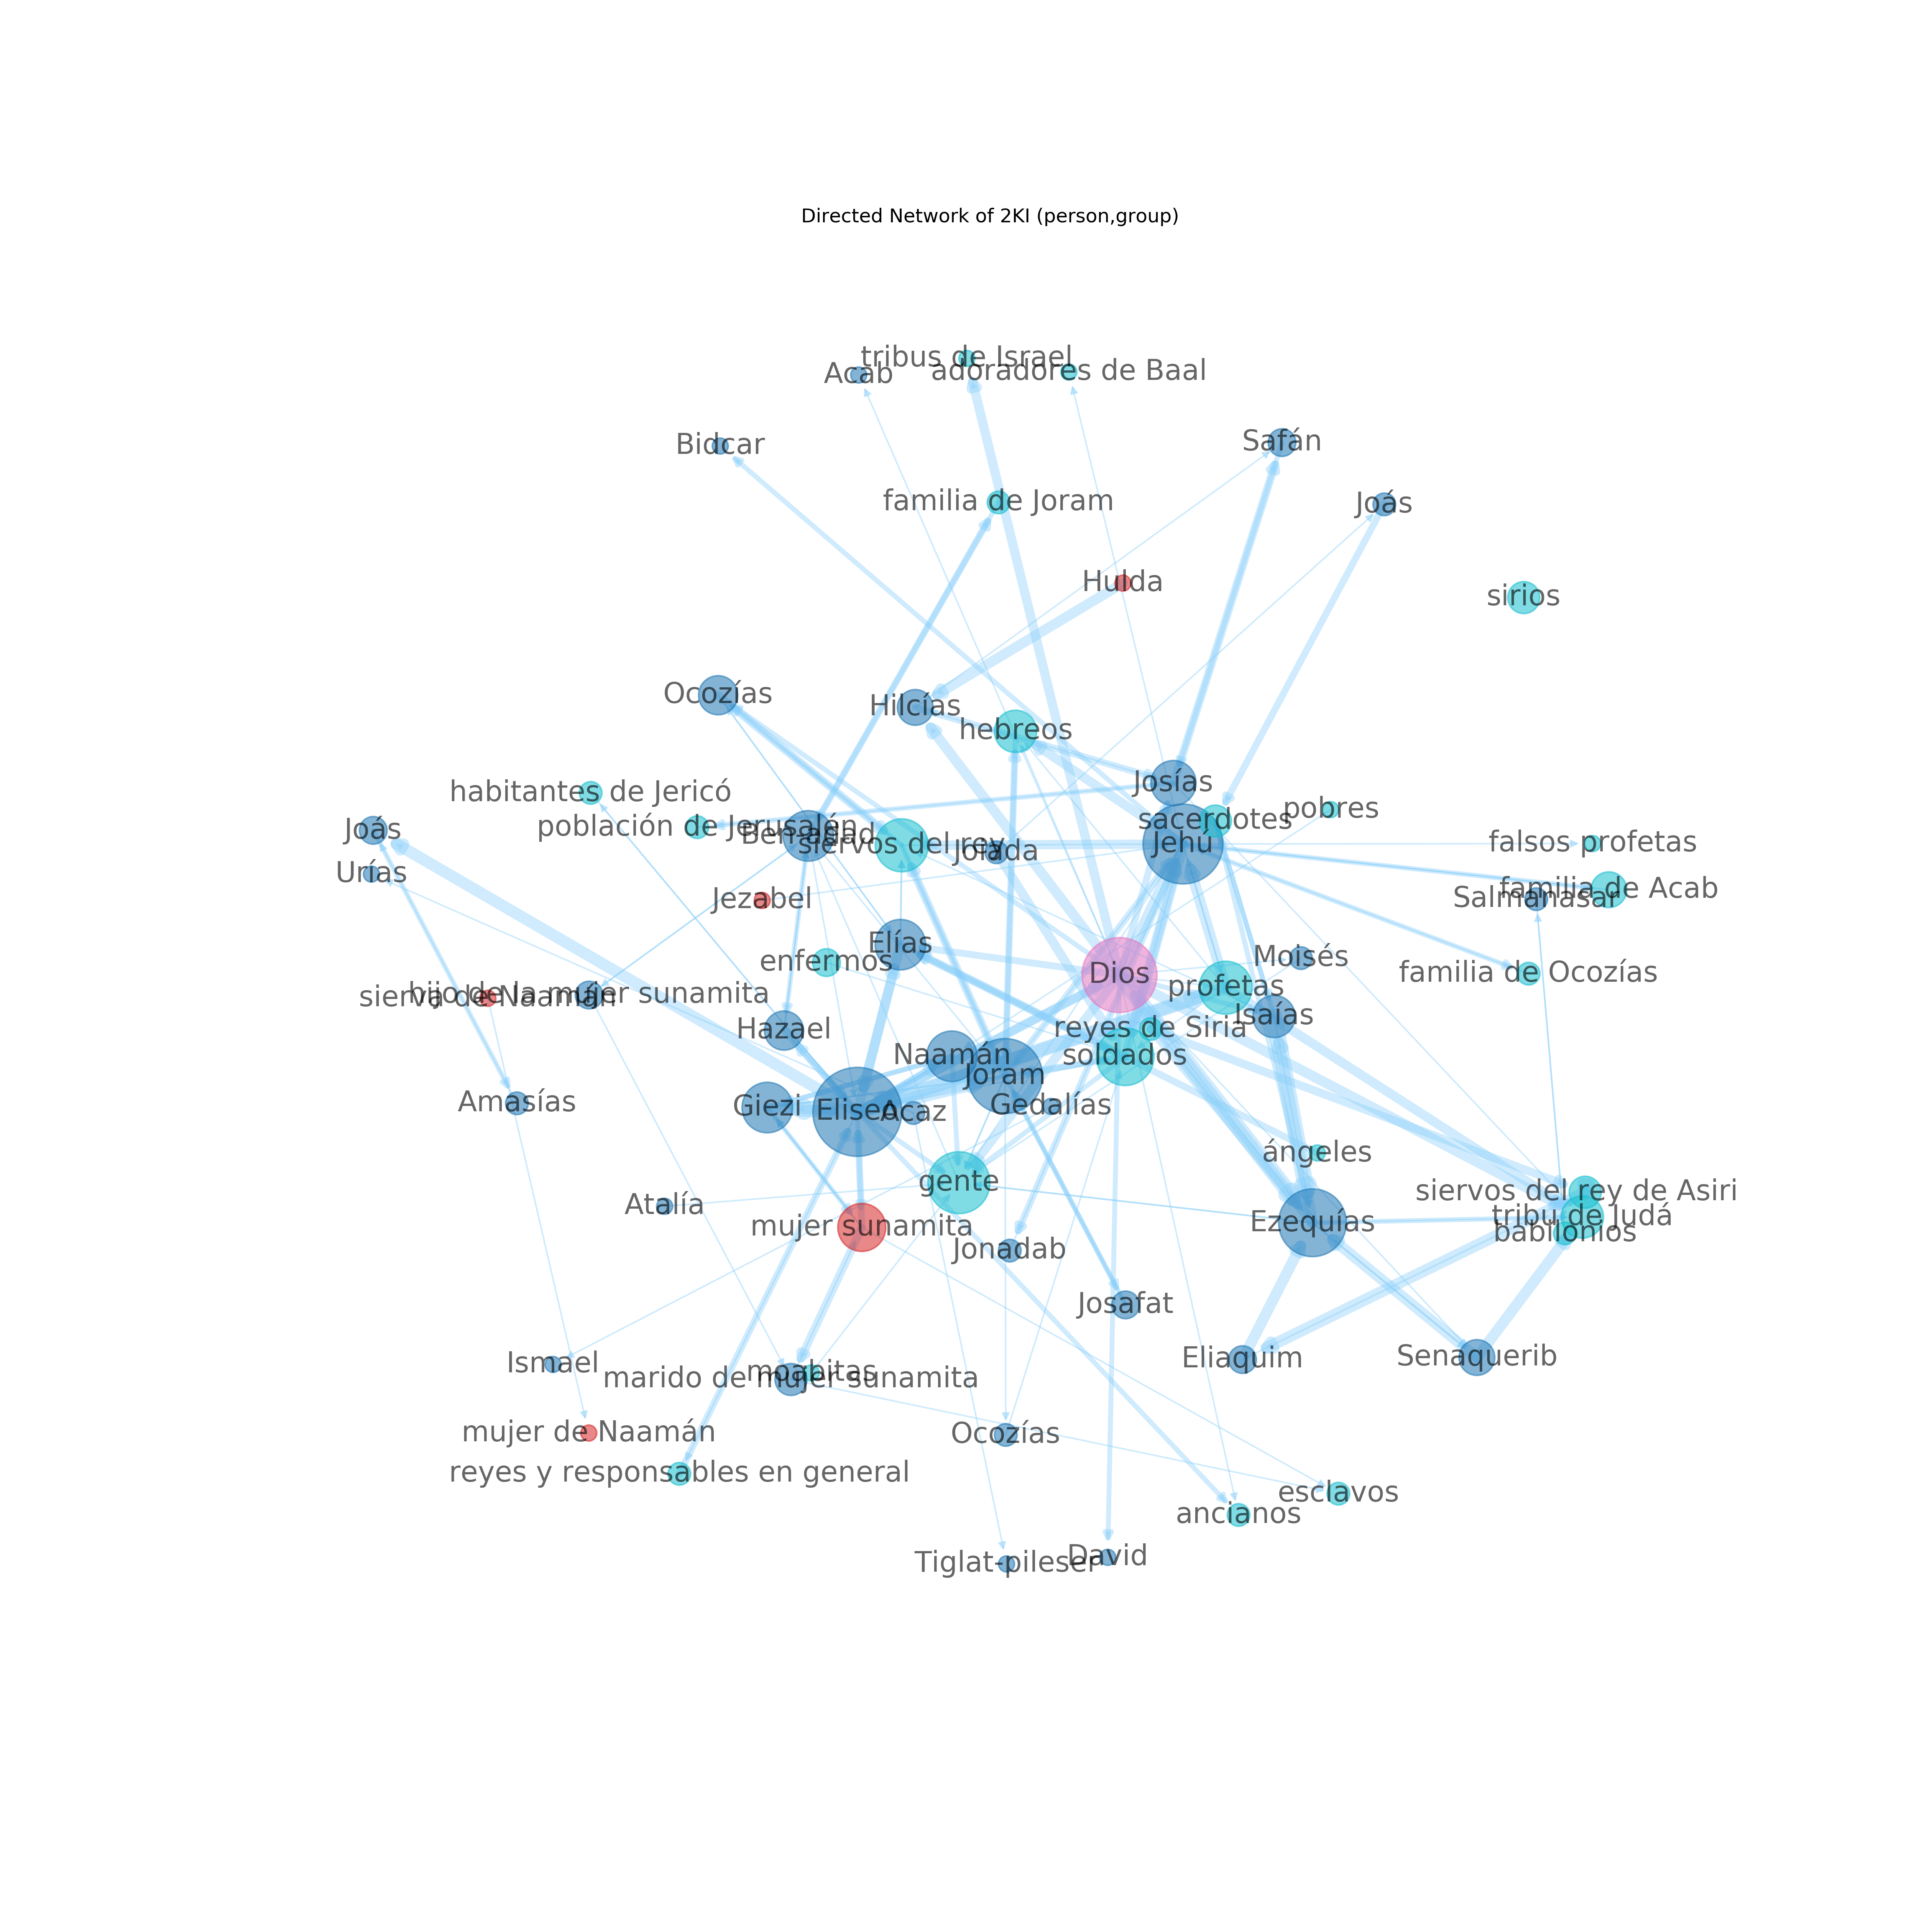 Directed Network of 2KI (person,group)
tribus de Israel
Acab
adoradores de Baal
Bidcar
Safán
familia de Joram
Joás
Hulda
sirios
Ocozías
Hilcías
hebreos
Josías
habitantes de Jericó
pobres
sacerdotes
población de Jerusalén
Joás
Ben-adad
siervos del rey
Joiada
Jehú
falsos profetas
Urías
familia de Acab
Jezabel
Salmanasar
Elías
enfermos
Moisés
Dios
familia de Ocozías
profetas
hijo de la mujer sunamita
sierva de Naamán
Isaías
Hazael
reyes de Siria
Naamán
soldados
Joram
Amasías
Giezi
Eliseo
Acaz
Gedalías
ángeles
gente
siervos del rey de Asiri
Atalía
tribu de Judá
mujer sunamita
Ezequías
babilonios
Jonadab
Josafat
Ismael
Eliaquim
Senaquerib
moabitas
marido de mujer sunamita
mujer de Naamán
Ocozías
reyes y responsables en general
esclavos
ancianos
Tiglat-pileser
David